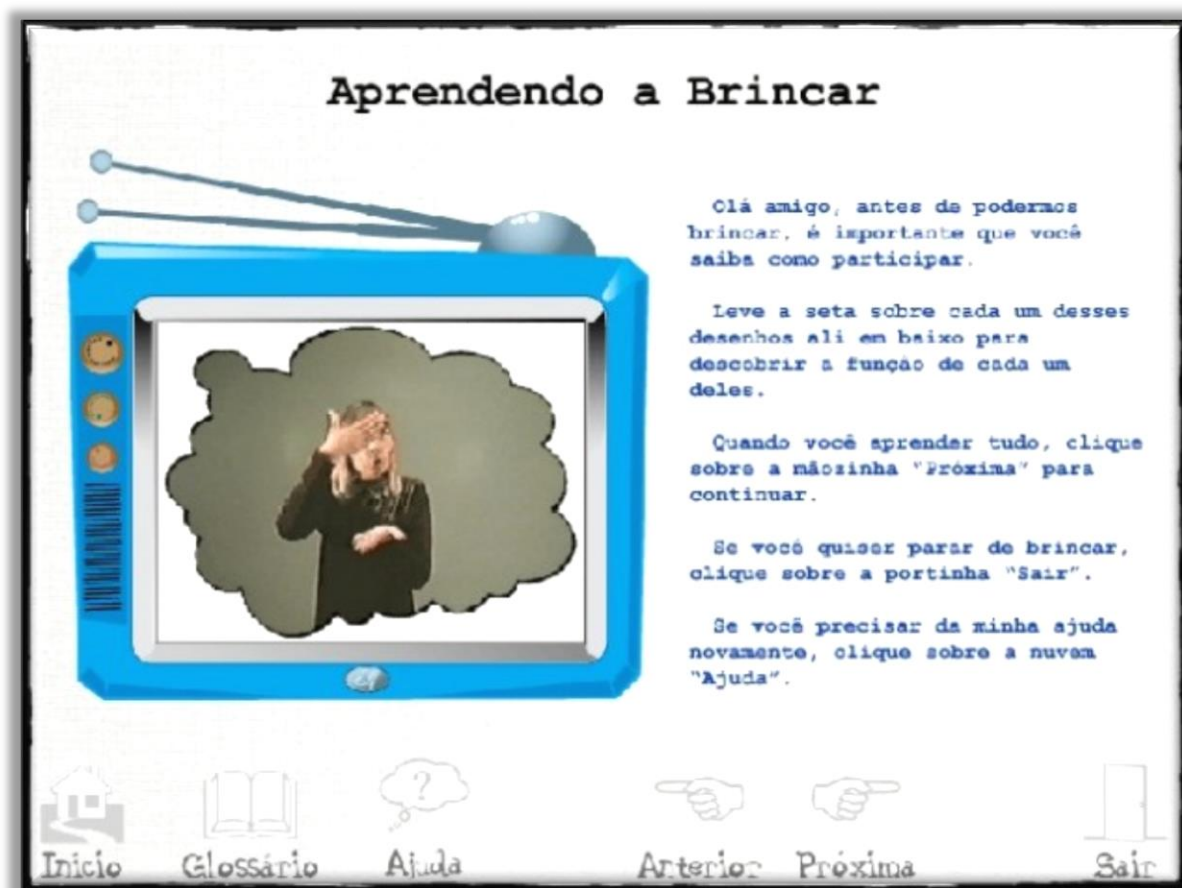 Aprendendo a Brincar
Olá amigo, antes de podermos
brincar, é importante que você
saiba como participar.
Leve a seta sobre cada um desses
desenhos ali em baixo para
descobrir a função de cada um
deles.
Quando você aprender tudo, clique
sobre a mãozinha "Próxima" para
continuar.
Se você quiser parar de brincar,
clique sobre a portinha "Sair".
Se você precisar da minha ajuda
novamente, clique sobre a nuvem
"Ajuda".
?
Início Glossário Ajuda Anterior Próxima Sair